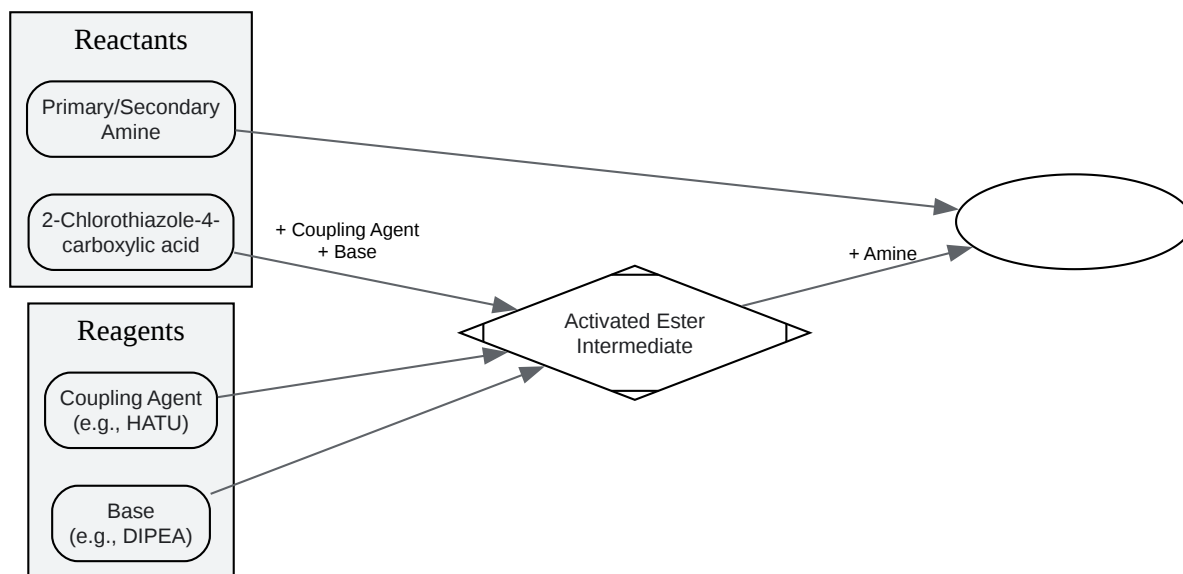 Reactants
Primary/Secondary
Amine
2-Chlorothiazole-4-
carboxylic acid
+ Coupling Agent
+ Base
+ Amine
Activated Ester
Intermediate
Reagents
Coupling Agent
(e.g., HATU)
Base
(e.g., DIPEA)